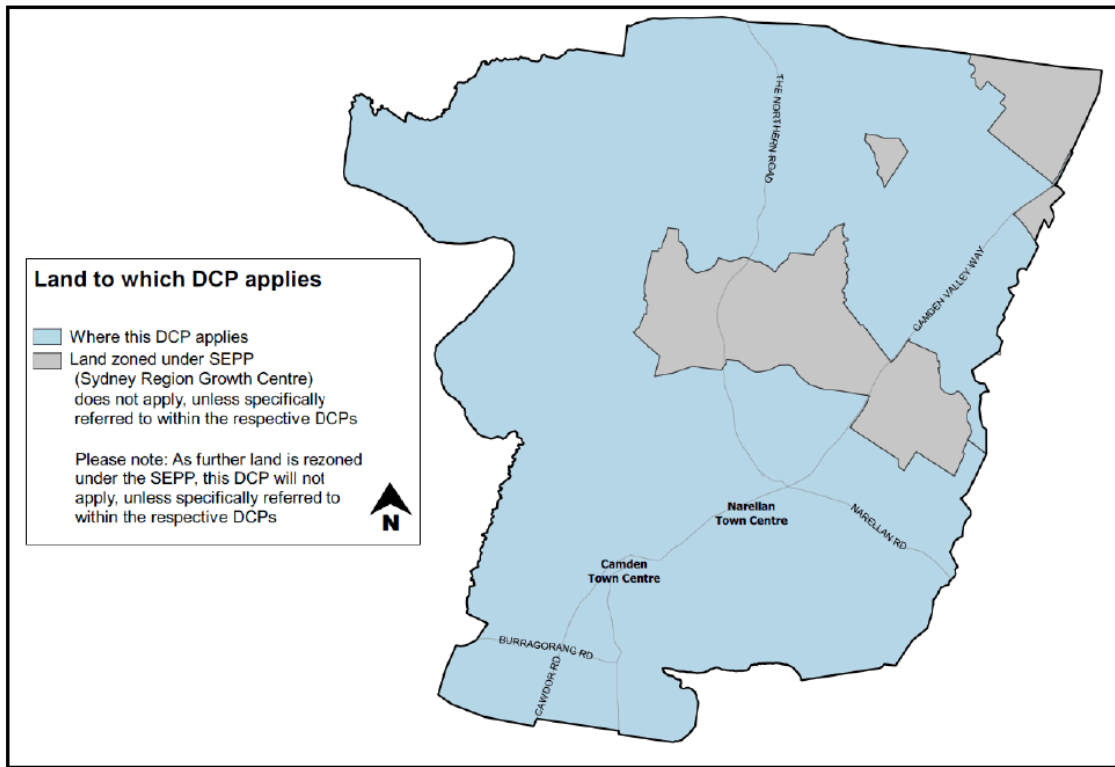 THE NORTHERN ROAD
CAMDEN VALLEY WAY
Land to which DCP applies
Where this DCP applies
Land zoned under SEPP
(Sydney Region Growth Centre)
does not apply, unless specifically
referred to within the respective DCPs
Please note: As further land is rezoned
under the SEPP, this DCP will not
apply, unless specifically referred to
within the respective DCPs
N
Narellan
Town Centre
NARELLAN RD
Camden
Town Centre
BURRAGORANG RD
CAWDOR RD